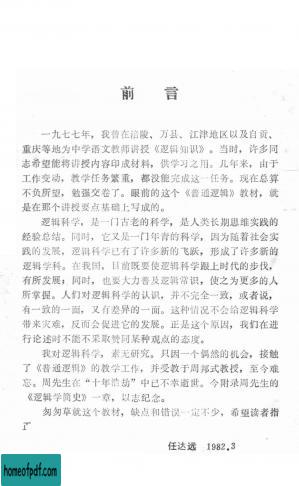 前　言
一九七七年，我曾在涪陵、万县、江津地区以及自贡、
重庆等地为中学语文教师讲授《逻辑知识》。当时，许多同
志希望能将讲授内容印成材料，供学习之用。几年来，由于
工作变动，教学任务繁重，都没能完成这一任务。现在总算
不负所望，勉强交卷了。眼前的这个《普通逻辑》教材，就
是在那个讲授要点基础上写成的。
逻辑科学，是一门古老的科学，是人类长期思维实践的
经验总结。同时，它又是一门年青的科学，因为随着社会实
践的发展，逻辑科学已有了许多新的飞跃，形成了许多新的
逻辑学科。在我国，目前既要使逻辑科学跟上时代的步伐，
有所发展；同时，也要大力普及逻辑常识，使之为更多的人
所掌握。人们对逻辑科学的认识，并不完全一致，或者说，
有一致的一面，又有差异的一面。这种情况不会给逻辑科学
带来灾难，反而会促进它的发展。正是这个原因，我们在进
行论述时不能不采取赞同某种观点的态度。
我对逻辑科学，素无研究。只因一个偶然的机会，接触
了《普通逻辑》的教学工作，并受教于周邦式教授，至今难
忘。周先生在“十年浩劫”中已不幸逝世。今附录周先生的
《逻辑学简史》一章，以志纪念。
匆匆草就这个教材，缺点和错误一定不少，希望读者指
了
任达远　1982.3
homeofpdf.com